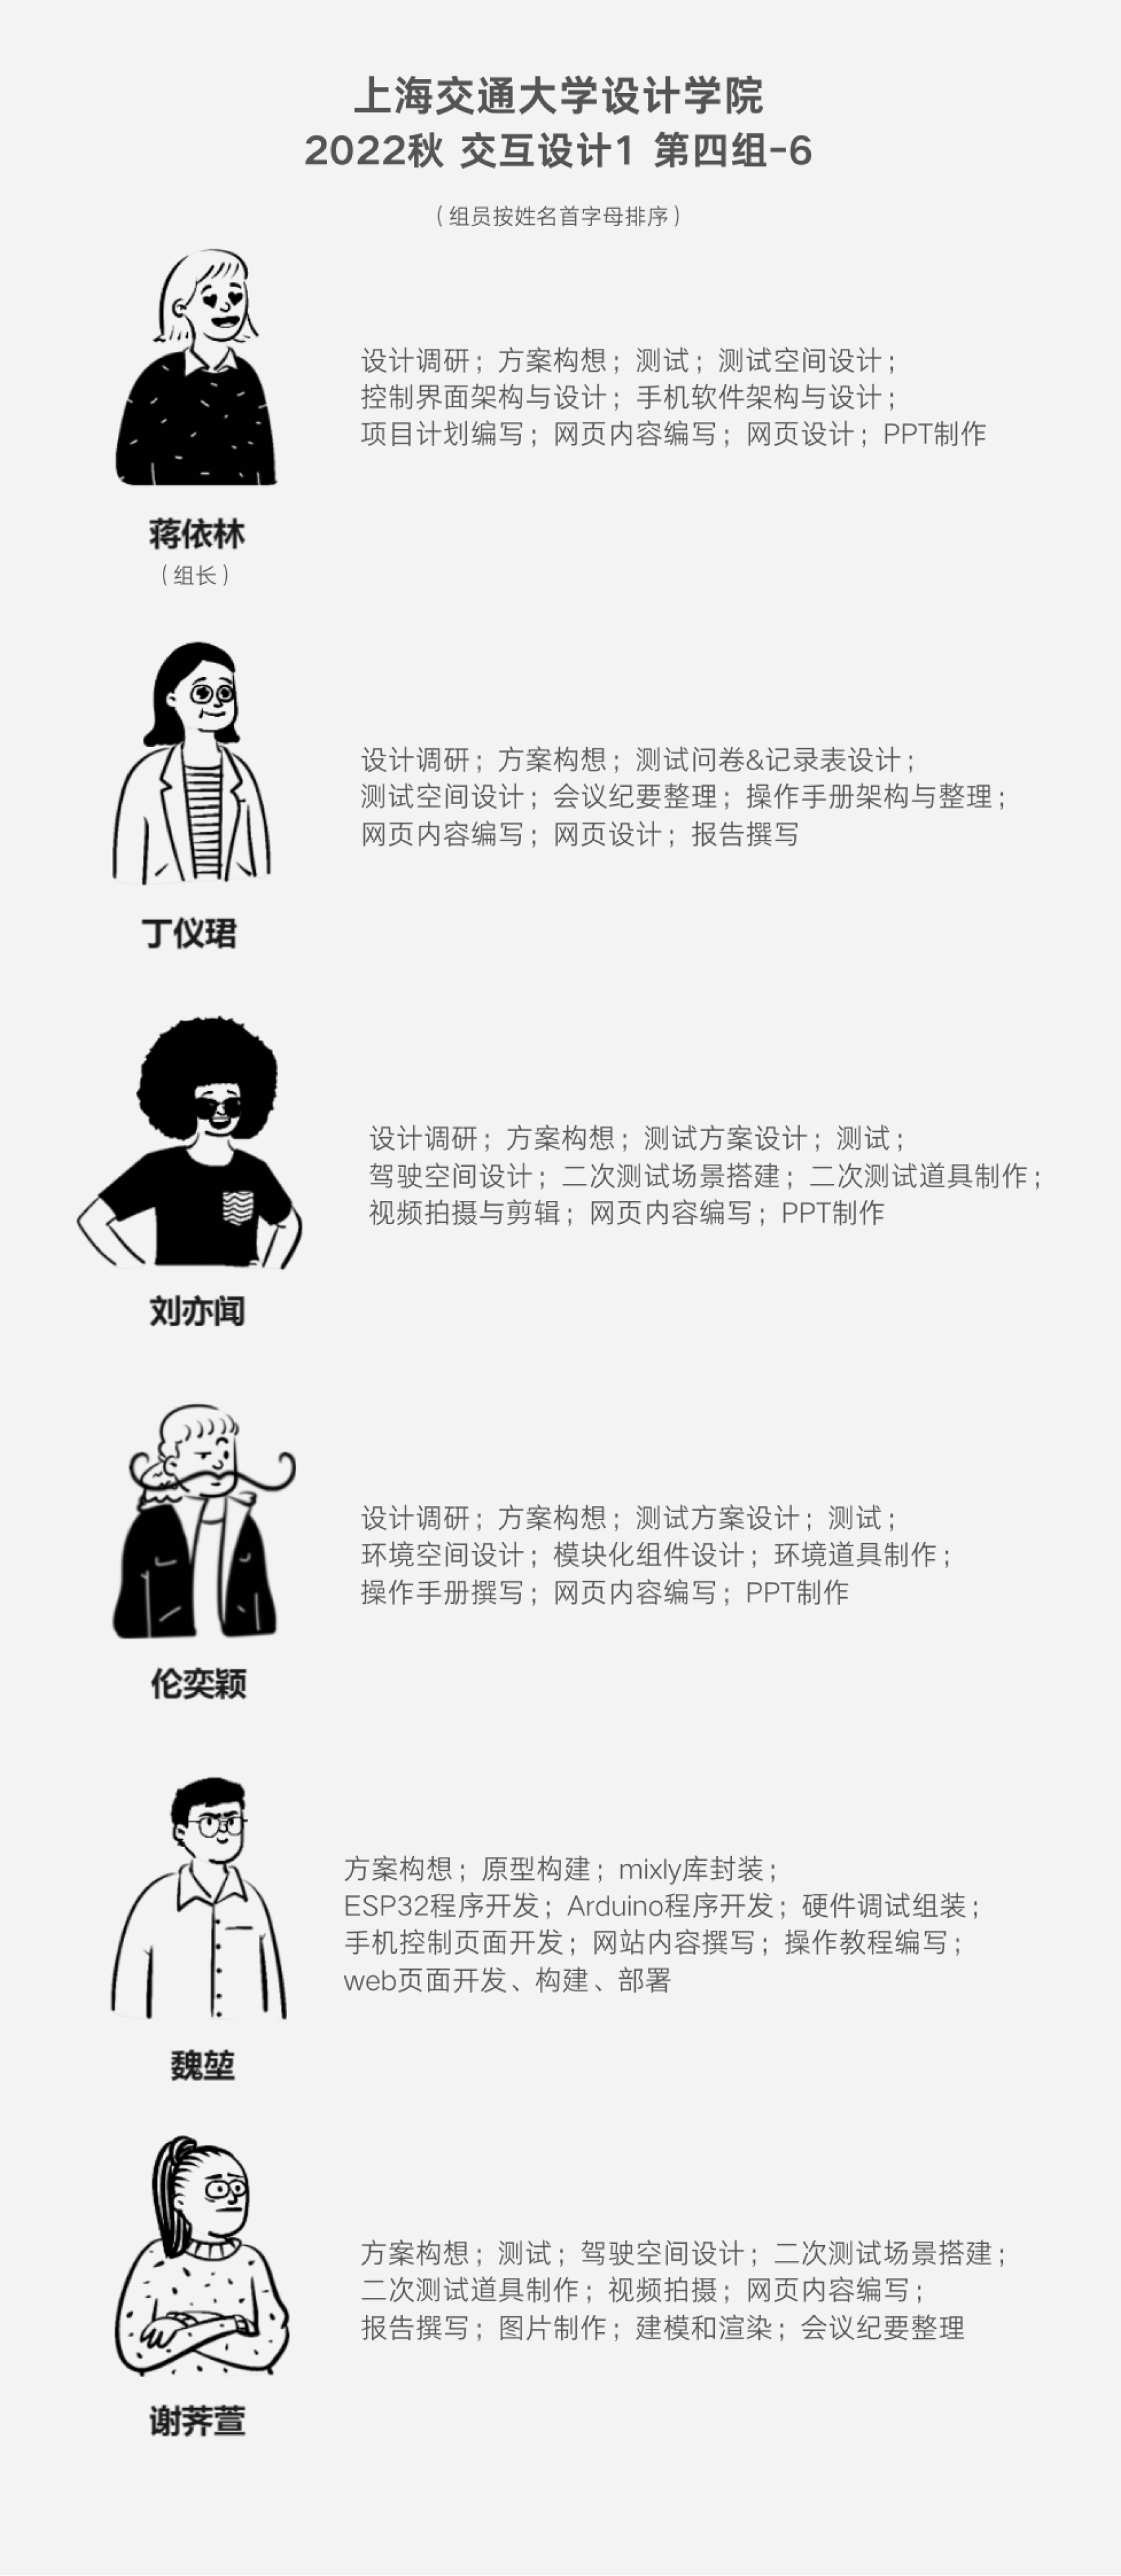 上海交通大学设计学院
2022秋 交互设计1 第四组-6
（组员按姓名首字母排序）
设计调研；方案构想；测试；测试空间设计；
控制界面架构与设计；手机软件架构与设计；
项目计划编写；网页内容编写；网页设计；PPT制作
蒋依林
（组长）
设计调研；方案构想；测试问卷&记录表设计；
测试空间设计；会议纪要整理；操作手册架构与整理；
网页内容编写；网页设计；报告撰写
丁仪珺
设计调研；方案构想；测试方案设计；测试；
驾驶空间设计；二次测试场景搭建；二次测试道具制作；
视频拍摄与剪辑；网页内容编写；PPT制作
刘亦闻
设计调研；方案构想；测试方案设计；测试；
环境空间设计；模块化组件设计；环境道具制作；
操作手册撰写；网页内容编写；PPT制作
伦奕颖
方案构想；原型构建；mixly库封装；
ESP32程序开发；Arduino程序开发；硬件调试组装；
手机控制页面开发；网站内容撰写；操作教程编写；
web页面开发、构建、部署
魏堃
方案构想；测试；驾驶空间设计；二次测试场景搭建；
二次测试道具制作；视频拍摄；网页内容编写；
报告撰写；图片制作；建模和渲染；会议纪要整理
谢荠萱